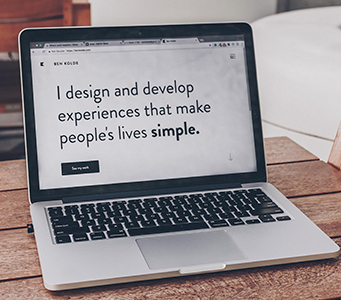 BEN KOLDE
I design and develop
experiences that make
people's lives simple.
See my work